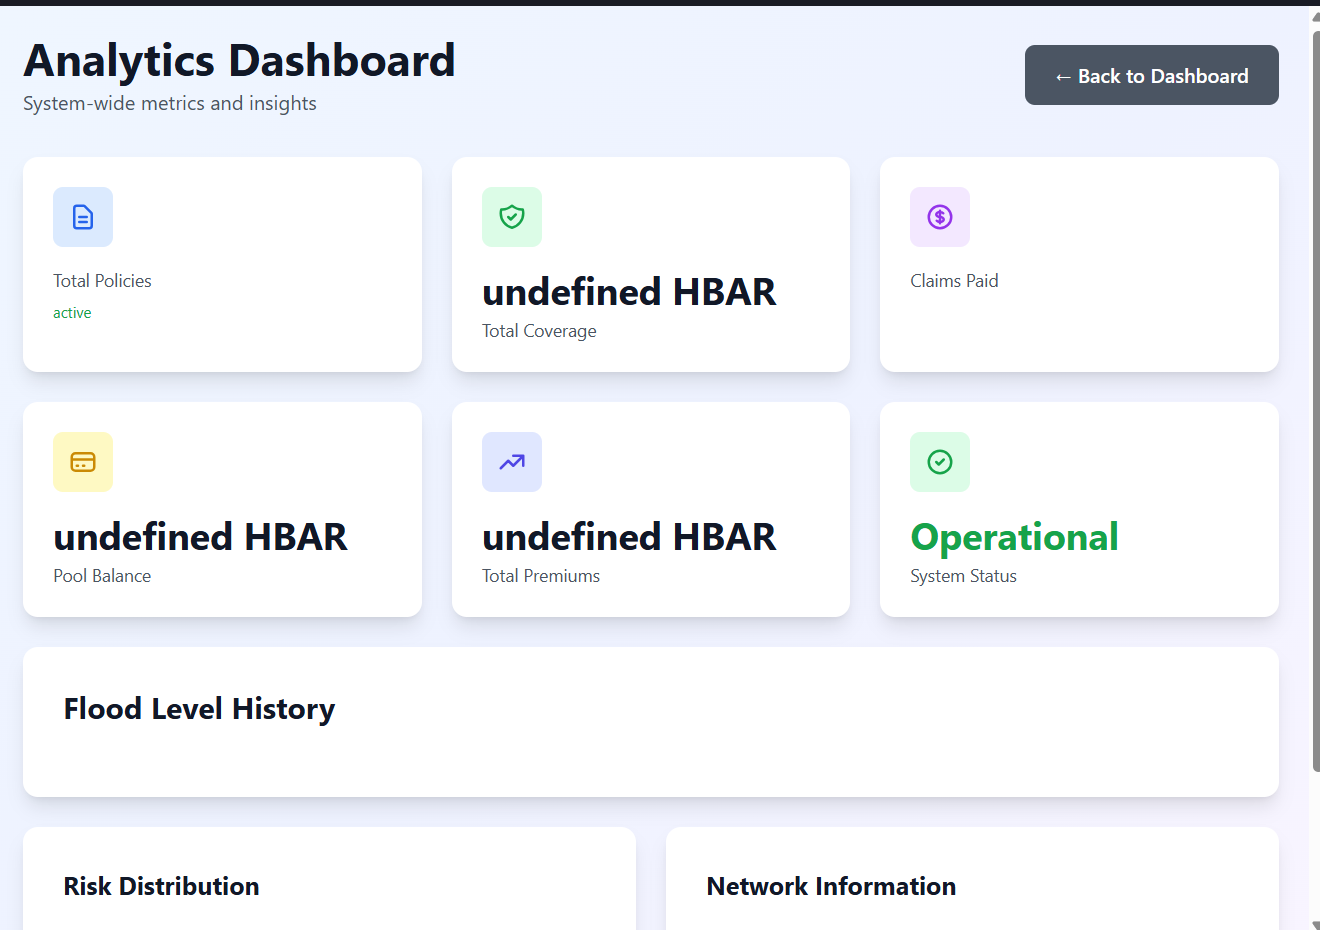 Analytics Dashboard
System-wide metrics and insights
← Back to Dashboard
Total Policies
active
undefined HBAR
Total Coverage
Claims Paid
undefined HBAR
Pool Balance
undefined HBAR
Total Premiums
Operational
System Status
Flood Level History
Risk Distribution
Network Information